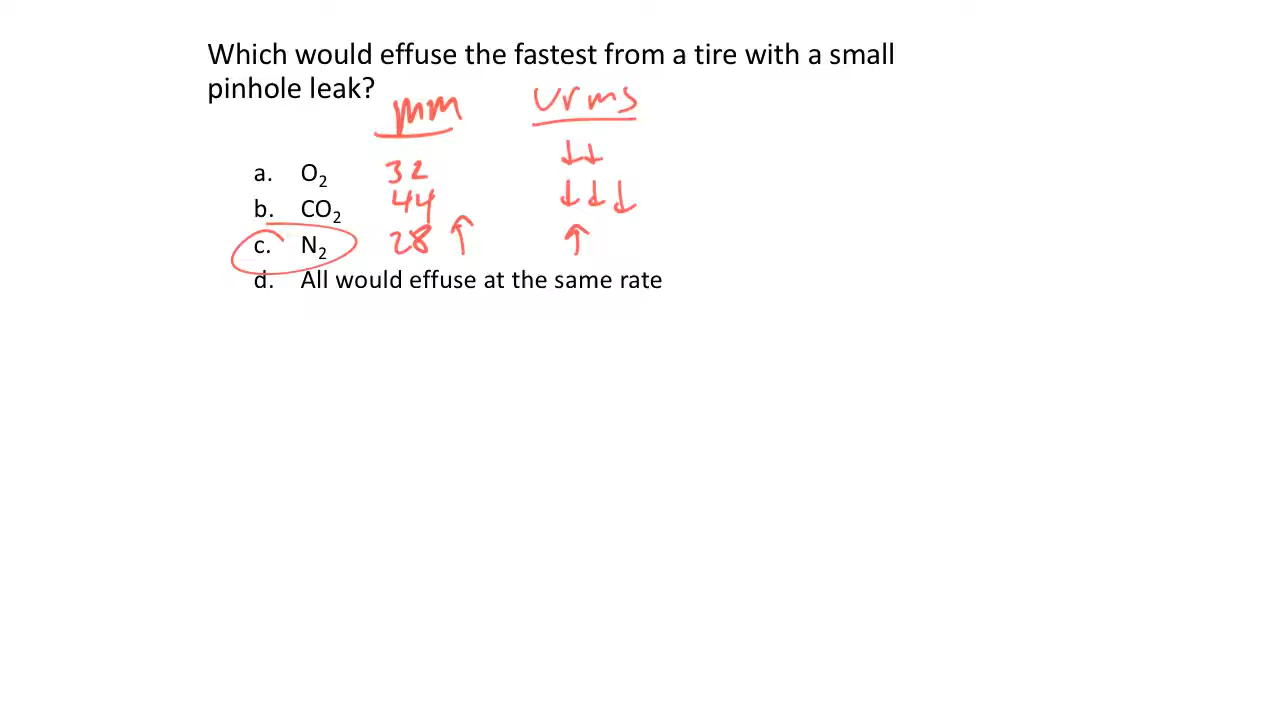 Which would effuse the fastest from a tire with a small
pinhole leak?
mm Urms
a. O₂ 32 ↓↓
b. CO₂ 44 ↓↓↓
c. N₂ 28 ↑ ↑
d. All would effuse at the same rate